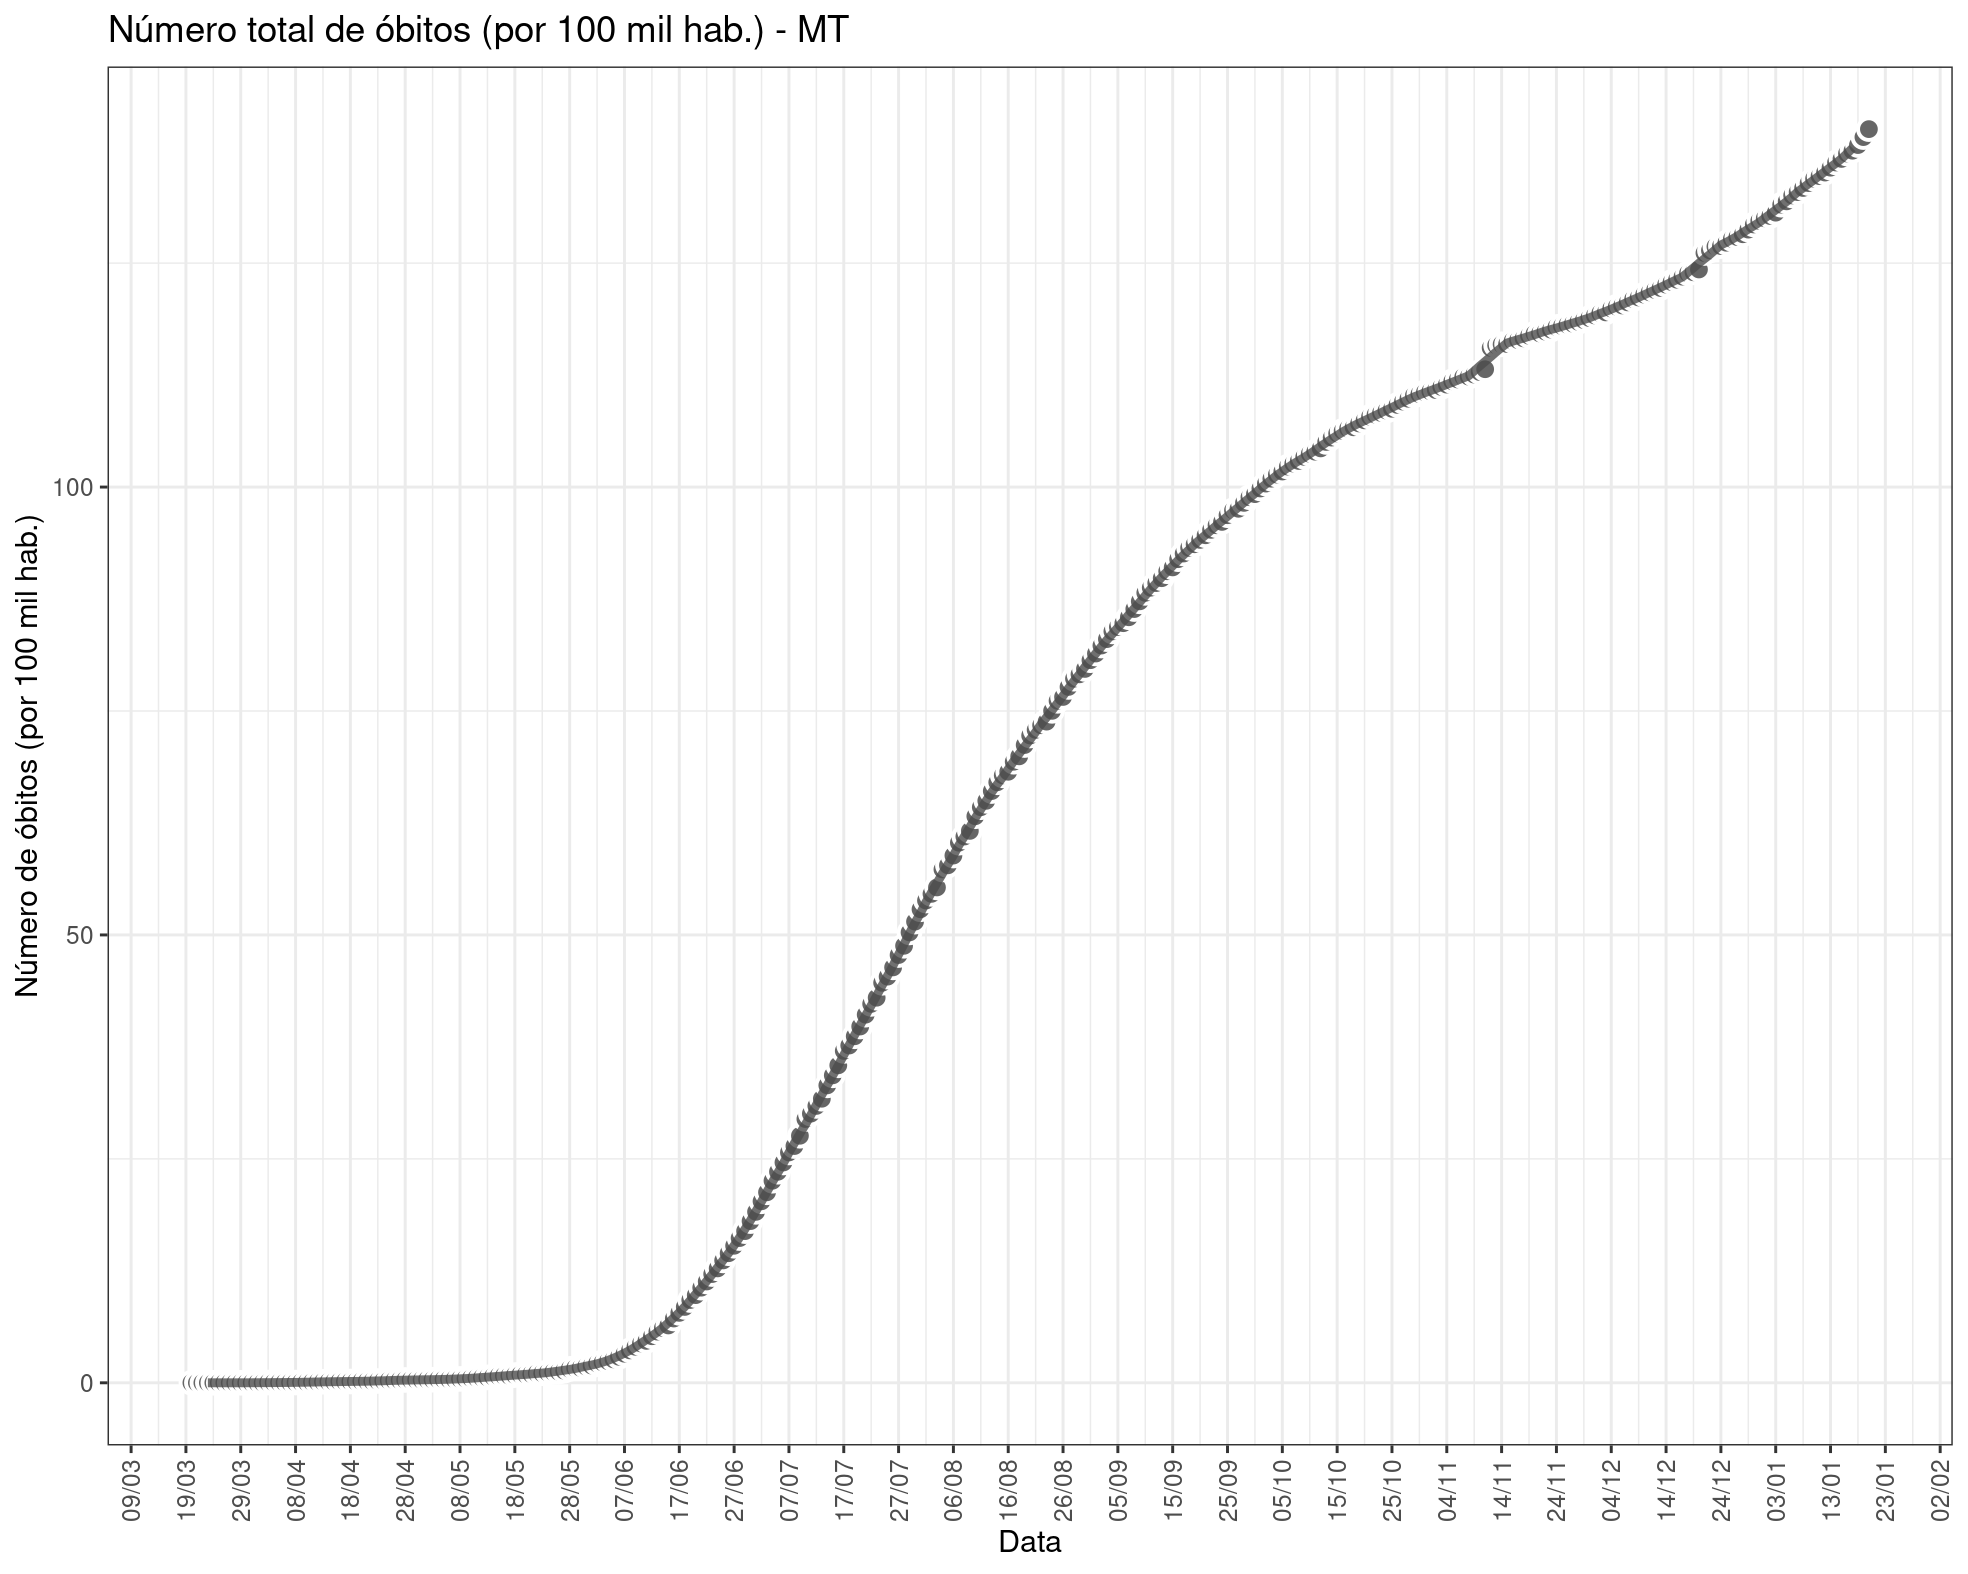 Número total de óbitos (por 100 mil hab.) - MT
Número de óbitos (por 100 mil hab.)
100
50
0
09/03 19/03 29/03 08/04 18/04 28/04 08/05 18/05 28/05 07/06 17/06 27/06 07/07 17/07 27/07 06/08 16/08 26/08 05/09 15/09 25/09 05/10 15/10 25/10 04/11 14/11 24/11 04/12 14/12 24/12 03/01 13/01 23/01 02/02
Data